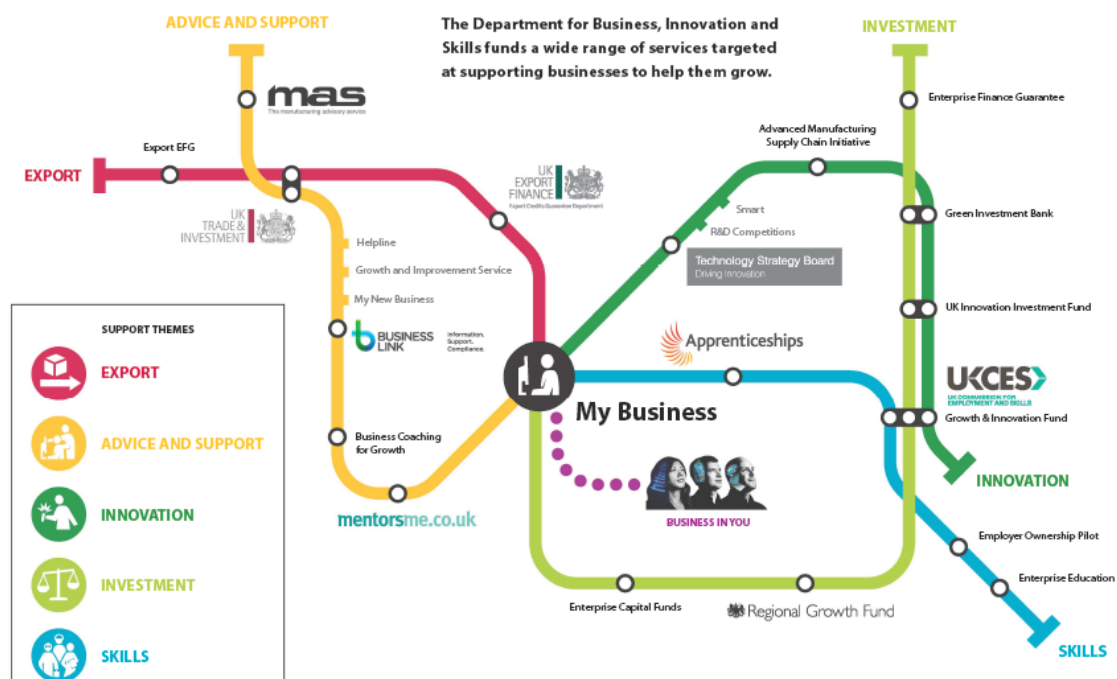 ADVICE AND SUPPORT
The Department for Business, Innovation and
Skills funds a wide range of services targeted
at supporting businesses to help them grow.
INVESTMENT
mas
The manufacturing advisory service
Enterprise Finance Guarantee
Export EFG
Advanced Manufacturing
Supply Chain Initiative
EXPORT
UK
EXPORT
FINANCE
Export Credits Guarantee Department
UK
TRADE &
INVESTMENT
Smart
R&D Competitions
Green Investment Bank
Helpline
Growth and Improvement Service
My New Business
Technology Strategy Board
Driving Innovation
BUSINESS
LINK
Information.
Support.
Compliance.
UK Innovation Investment Fund
Apprenticeships
UKCES
UK COMMISSION FOR
EMPLOYMENT AND SKILLS
My Business
Growth & Innovation Fund
Business Coaching
for Growth
mentorsme.co.uk
http
BUSINESS IN YOU
INNOVATION
Employer Ownership Pilot
Enterprise Education
Enterprise Capital Funds
Regional Growth Fund
SKILLS
SUPPORT THEMES
EXPORT
ADVICE AND SUPPORT
INNOVATION
INVESTMENT
SKILLS